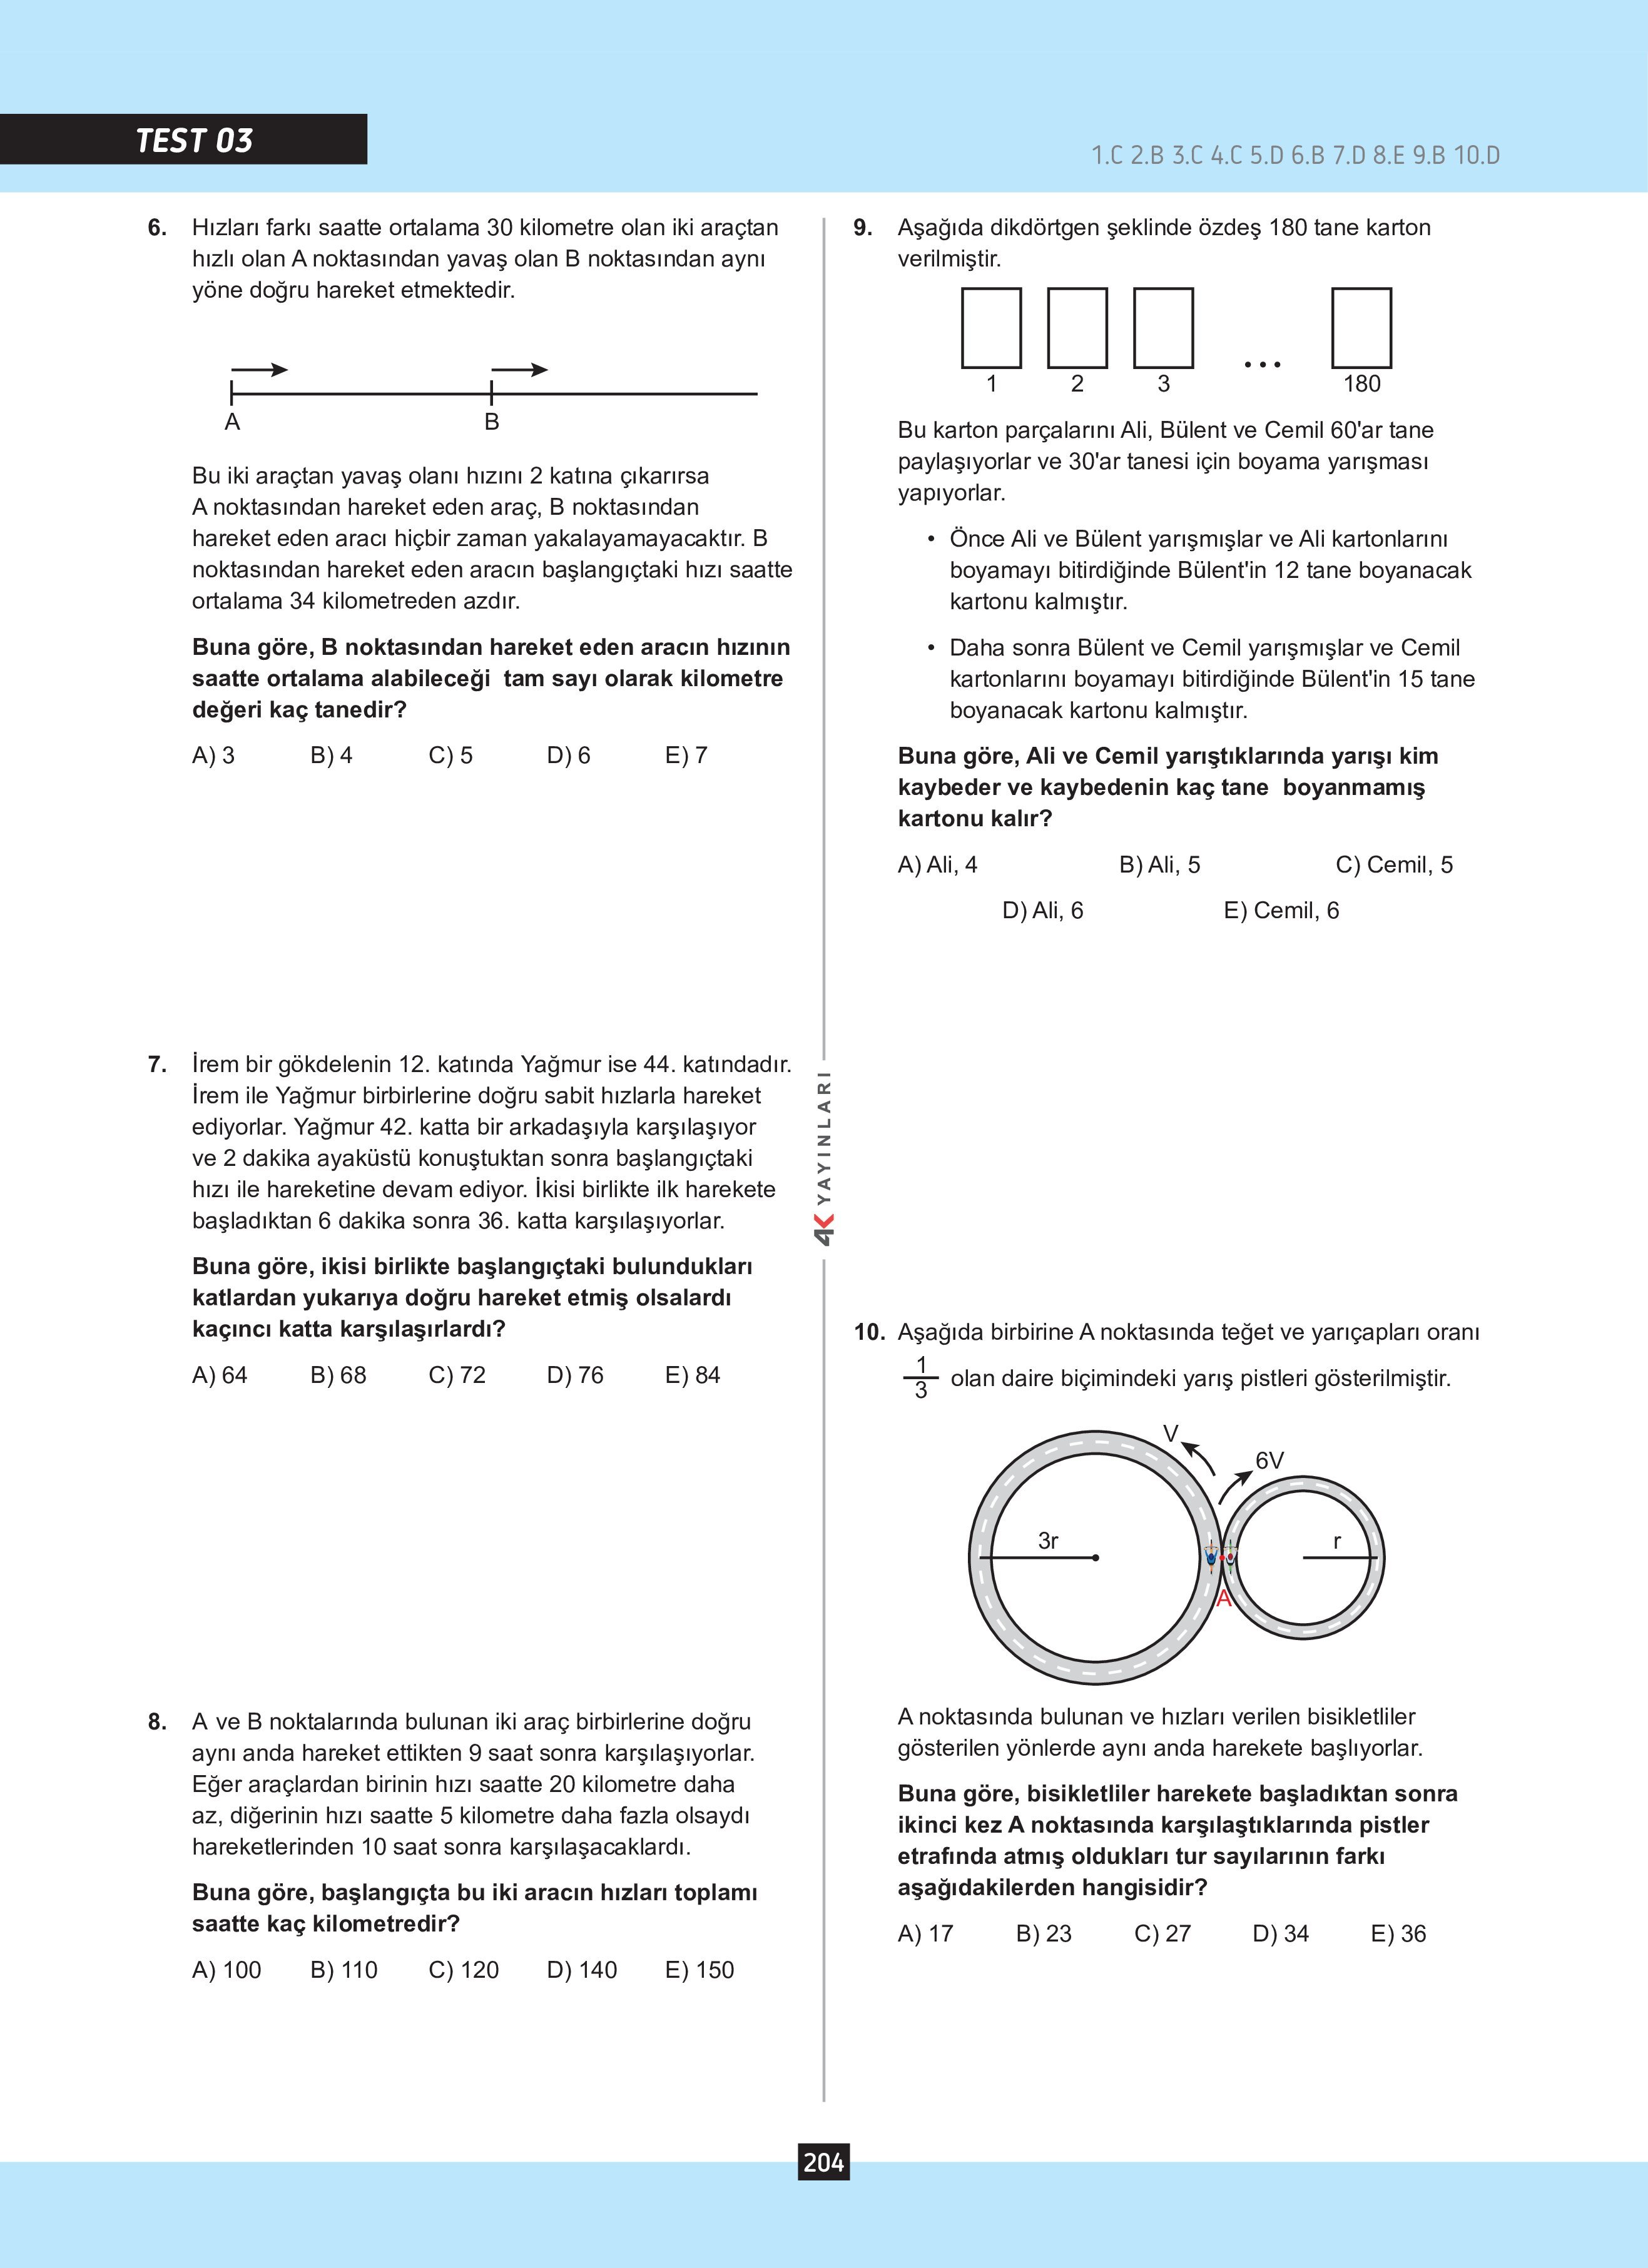 TEST 03
1.C 2.B 3.C 4.C 5.D 6.B 7.D 8.E 9.B 10.D
6. Hızları farkı saatte ortalama 30 kilometre olan iki araçtan
hızlı olan A noktasından yavaş olan B noktasından aynı
yöne doğru hareket etmektedir.
A B
Bu iki araçtan yavaş olanı hızını 2 katına çıkarırsa
A noktasından hareket eden araç, B noktasından
hareket eden aracı hiçbir zaman yakalayamayacaktır. B
noktasından hareket eden aracın başlangıçtaki hızı saatte
ortalama 34 kilometreden azdır.
Buna göre, B noktasından hareket eden aracın hızının
saatte ortalama alabileceği tam sayı olarak kilometre
değeri kaç tanedir?
A) 3 B) 4 C) 5 D) 6 E) 7
7. İrem bir gökdelenin 12. katında Yağmur ise 44. katındadır.
İrem ile Yağmur birbirlerine doğru sabit hızlarla hareket
ediyorlar. Yağmur 42. katta bir arkadaşıyla karşılaşıyor
ve 2 dakika ayaküstü konuştuktan sonra başlangıçtaki
hızı ile hareketine devam ediyor. İkisi birlikte ilk harekete
başladıktan 6 dakika sonra 36. katta karşılaşıyorlar.
Buna göre, ikisi birlikte başlangıçtaki bulundukları
katlardan yukarıya doğru hareket etmiş olsalardı
kaçıncı katta karşılaşırlardı?
A) 64 B) 68 C) 72 D) 76 E) 84
8. A ve B noktalarında bulunan iki araç birbirlerine doğru
aynı anda hareket ettikten 9 saat sonra karşılaşıyorlar.
Eğer araçlardan birinin hızı saatte 20 kilometre daha
az, diğerinin hızı saatte 5 kilometre daha fazla olsaydı
hareketlerinden 10 saat sonra karşılaşacaklardı.
Buna göre, başlangıçta bu iki aracın hızları toplamı
saatte kaç kilometredir?
A) 100 B) 110 C) 120 D) 140 E) 150
4K YAYINLARI
9. Aşağıda dikdörtgen şeklinde özdeş 180 tane karton
verilmiştir.
1 2 3 ... 180
Bu karton parçalarını Ali, Bülent ve Cemil 60'ar tane
paylaşıyorlar ve 30'ar tanesi için boyama yarışması
yapıyorlar.
• Önce Ali ve Bülent yarışmışlar ve Ali kartonlarını
boyamayı bitirdiğinde Bülent'in 12 tane boyanacak
kartonu kalmıştır.
• Daha sonra Bülent ve Cemil yarışmışlar ve Cemil
kartonlarını boyamayı bitirdiğinde Bülent'in 15 tane
boyanacak kartonu kalmıştır.
Buna göre, Ali ve Cemil yarıştıklarında yarışı kim
kaybeder ve kaybedenin kaç tane boyanmamış
kartonu kalır?
A) Ali, 4 B) Ali, 5 C) Cemil, 5
D) Ali, 6 E) Cemil, 6
10. Aşağıda birbirine A noktasında teğet ve yarıçapları oranı
1/3 olan daire biçimindeki yarış pistleri gösterilmiştir.
V
6V
3r
r
A
A noktasında bulunan ve hızları verilen bisikletliler
gösterilen yönlerde aynı anda harekete başlıyorlar.
Buna göre, bisikletliler harekete başladıktan sonra
ikinci kez A noktasında karşılaştıklarında pistler
etrafında atmış oldukları tur sayılarının farkı
aşağıdakilerden hangisidir?
A) 17 B) 23 C) 27 D) 34 E) 36
204